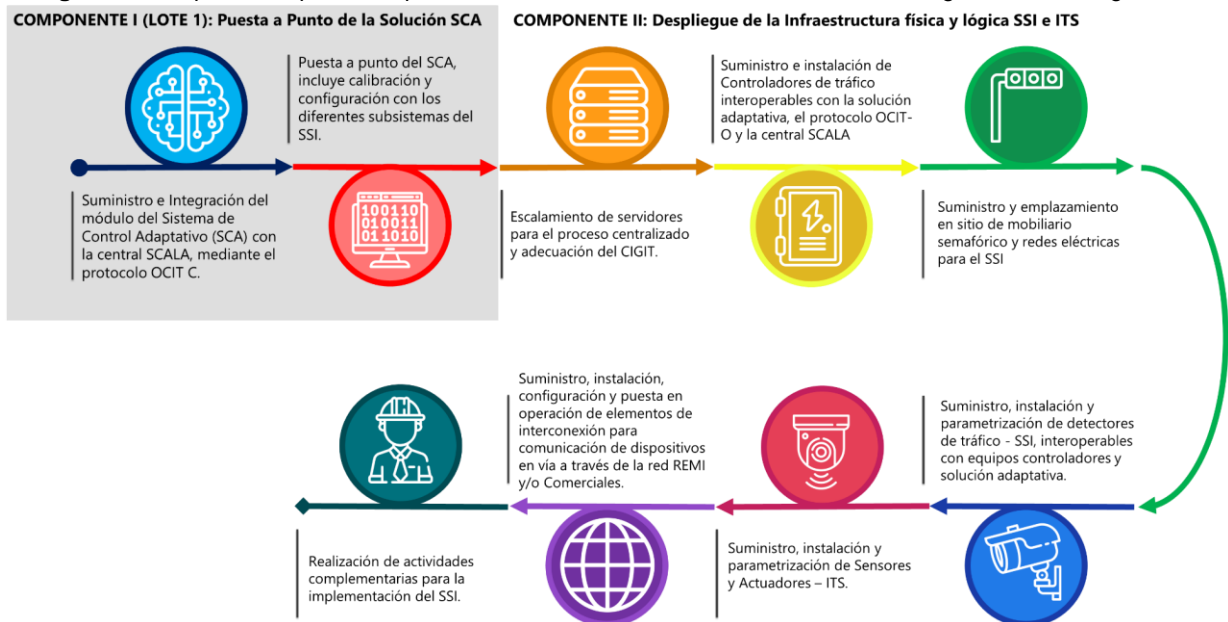 COMPONENTE I (LOTE 1): Puesta a Punto de la Solución SCA
COMPONENTE II: Despliegue de la Infraestructura física y lógica SSI e ITS
Suministro e Integración del
módulo del Sistema de
Control Adaptativo (SCA) con
la central SCALA, mediante el
protocolo OCIT C.
Puesta a punto del SCA,
incluye calibración y
configuración con los
diferentes subsistemas del
SSI.
100110
010011
011010
Escalamiento de servidores
para el proceso centralizado
y adecuación del CIGIT.
Suministro e instalación de
Controladores de tráfico
interoperables con la solución
adaptativa, el protocolo OCIT-
O y la central SCALA
Suministro y emplazamiento
en sitio de mobiliario
semafórico y redes eléctricas
para el SSI
Suministro, instalación y
parametrización de detectores
de tráfico - SSI, interoperables
con equipos controladores y
solución adaptativa.
Suministro, instalación y
parametrización de Sensores
y Actuadores – ITS.
Suministro, instalación,
configuración y puesta en
operación de elementos de
interconexión para
comunicación de dispositivos
en vía a través de la red REMI
y/o Comerciales.
Realización de actividades
complementarias para la
implementación del SSI.